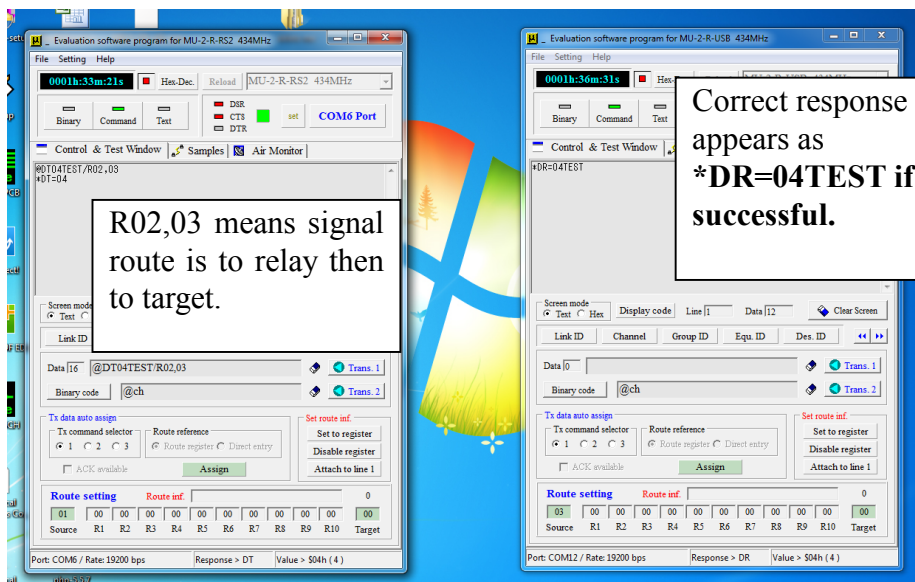 _ Evaluation software program for MU-2-R-RS2 434MHz
File Setting Help
0001h:33m:21s Hex-Dec. Reload MU-2-R-RS2 434MHz
Binary Command Text
DSR
CTS
DTR
set COM6 Port
Control & Test Window Samples Air Monitor
@DT04TEST/R02,03
*DT=04
R02,03 means signal
route is to relay then
to target.
Screen mode
Text
Link ID
Data 16 @DT04TEST/R02,03 Trans. 1
Binary code @ch Trans. 2
Tx data auto assign
Tx command selector
1 2 3
Route reference
Route register Direct entry
ACK available Assign
Set route inf.
Set to register
Disable register
Attach to line 1
Route setting Route inf. 0
01 00 00 00 00 00 00 00 00 00 00 00
Source R1 R2 R3 R4 R5 R6 R7 R8 R9 R10 Target
Port: COM6 / Rate: 19200 bps Response > DT Value > $04h ( 4 )
_ Evaluation software program for MU-2-R-USB 434MHz
File Setting Help
0001h:36m:31s
Binary Command Text
Control & Test Window
*DR=04TEST
Correct response
appears as
*DR=04TEST if
successful.
Screen mode
Text Hex Display code Line 1 Data 12 Clear Screen
Link ID Channel Group ID Equ. ID Des. ID
Data 0 Trans. 1
Binary code @ch Trans. 2
Tx data auto assign
Tx command selector
1 2 3
Route reference
Route register Direct entry
ACK available Assign
Set route inf.
Set to register
Disable register
Attach to line 1
Route setting Route inf. 0
03 00 00 00 00 00 00 00 00 00 00 00
Source R1 R2 R3 R4 R5 R6 R7 R8 R9 R10 Target
Port: COM12 / Rate: 19200 bps Response > DR Value > $04h ( 4 )